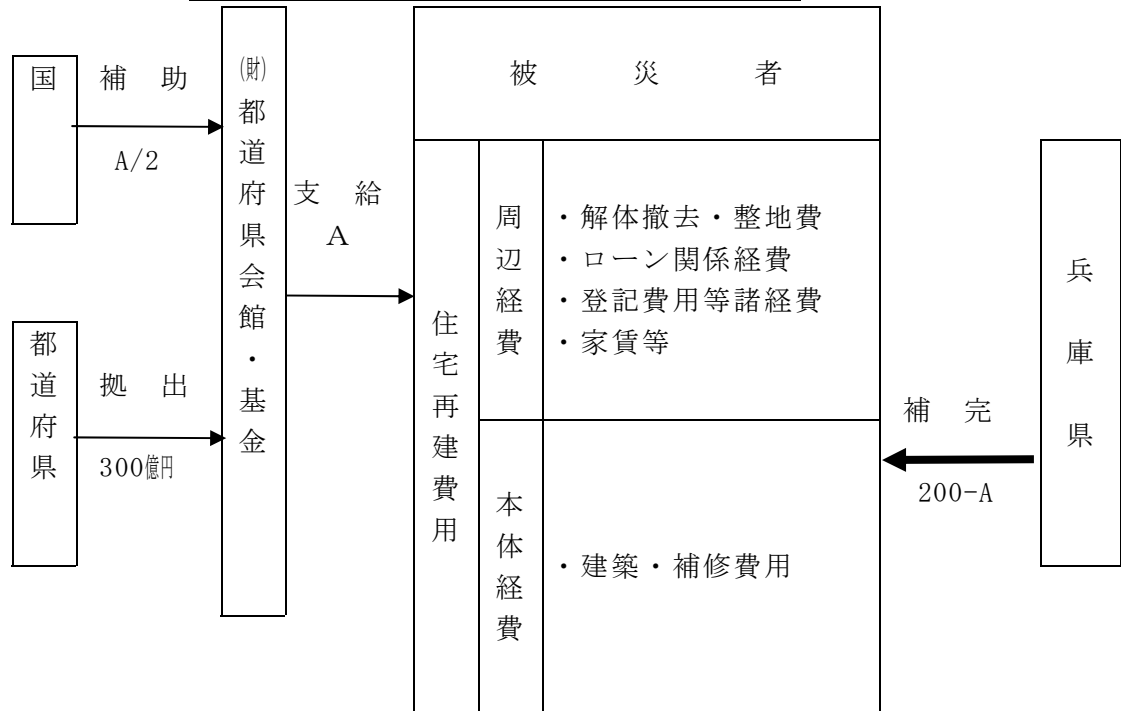 国
補助
A/2
都道府県
拠出
300億円
(財)都道府県会館・基金
支給
A
被災者
住宅再建費用
周辺経費
・解体撤去・整地費
・ローン関係経費
・登記費用等諸経費
・家賃等
本体経費
・建築・補修費用
補完
200-A
兵庫県